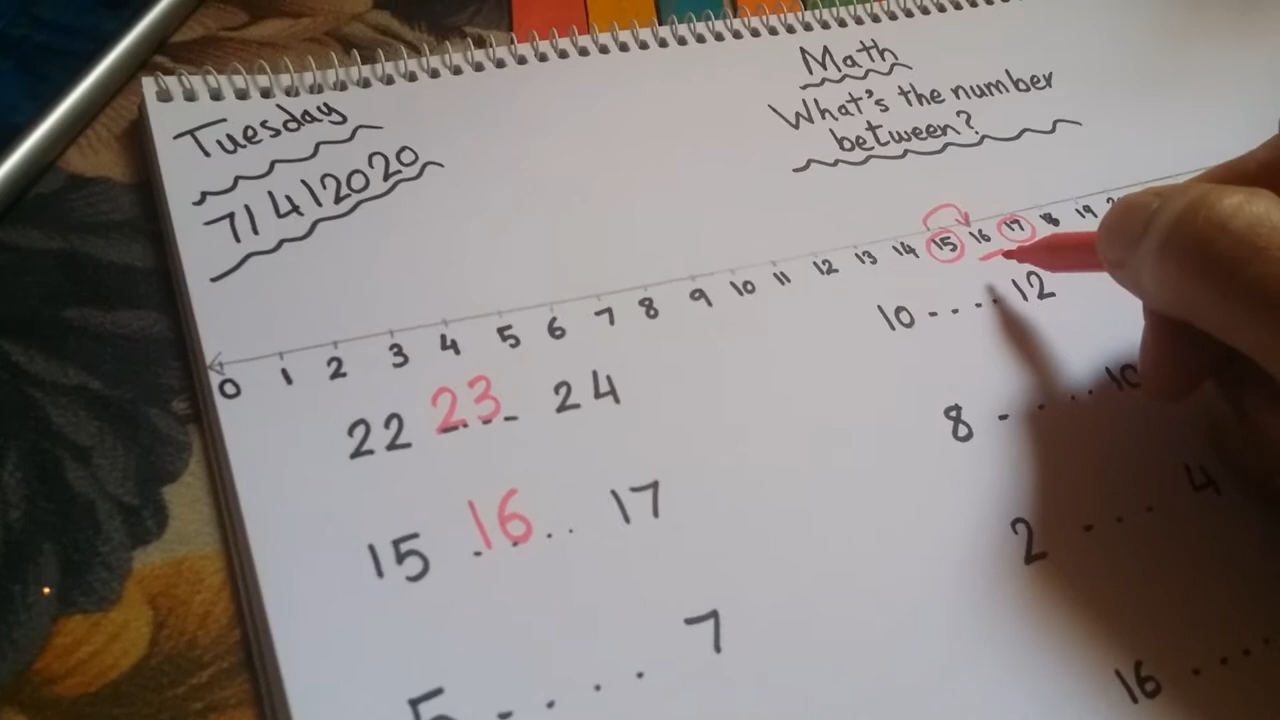 Tuesday
7/4/2020
Math
What's the number
between?
0 1 2 3 4 5 6 7 8 9 10 11 12 13 14 15 16 17 18 19
22 23 24
15 16 17
5 .... 7
10 .... 12
8 .... 10
2 .... 4
16 ....